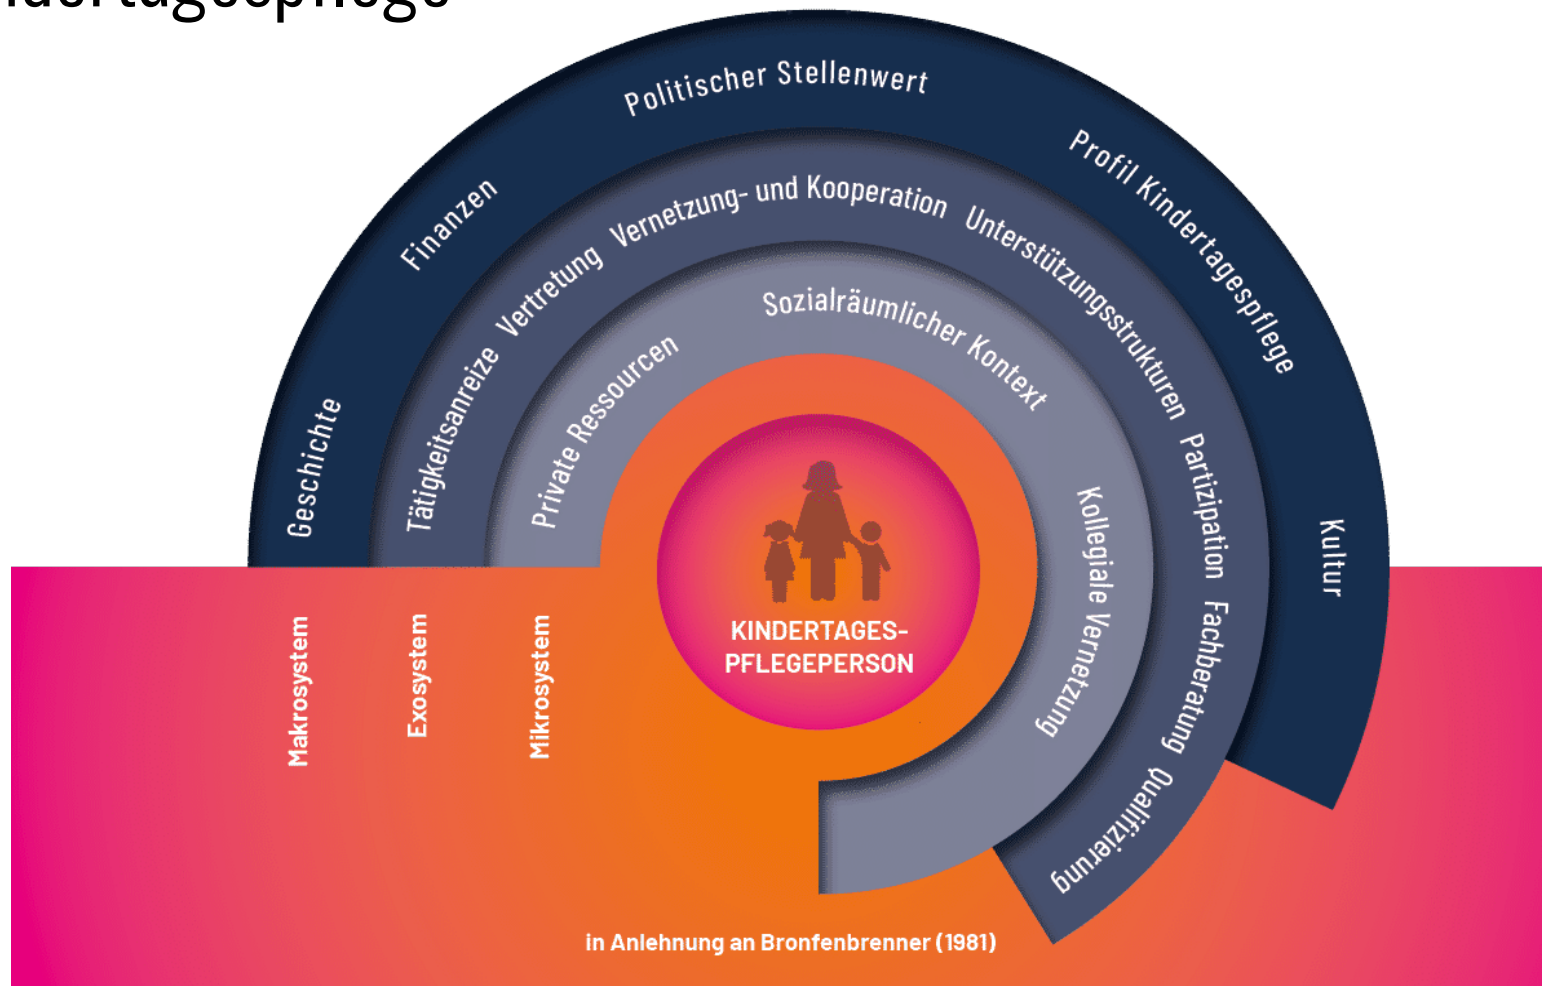 ndertagespflege
Politischer Stellenwert
Profil Kindertagespflege
Finanzen
Geschichte
Kultur
Tätigkeitsanreize
Vertretung
Vernetzung- und Kooperation
Unterstützungsstrukturen
Partizipation
Fachberatung
Qualifizierung
Private Ressourcen
Sozialräumlicher Kontext
Kollegiale Vernetzung
KINDERTAGES-
PFLEGEPERSON
Makrosystem
Exosystem
Mikrosystem
in Anlehnung an Bronfenbrenner (1981)